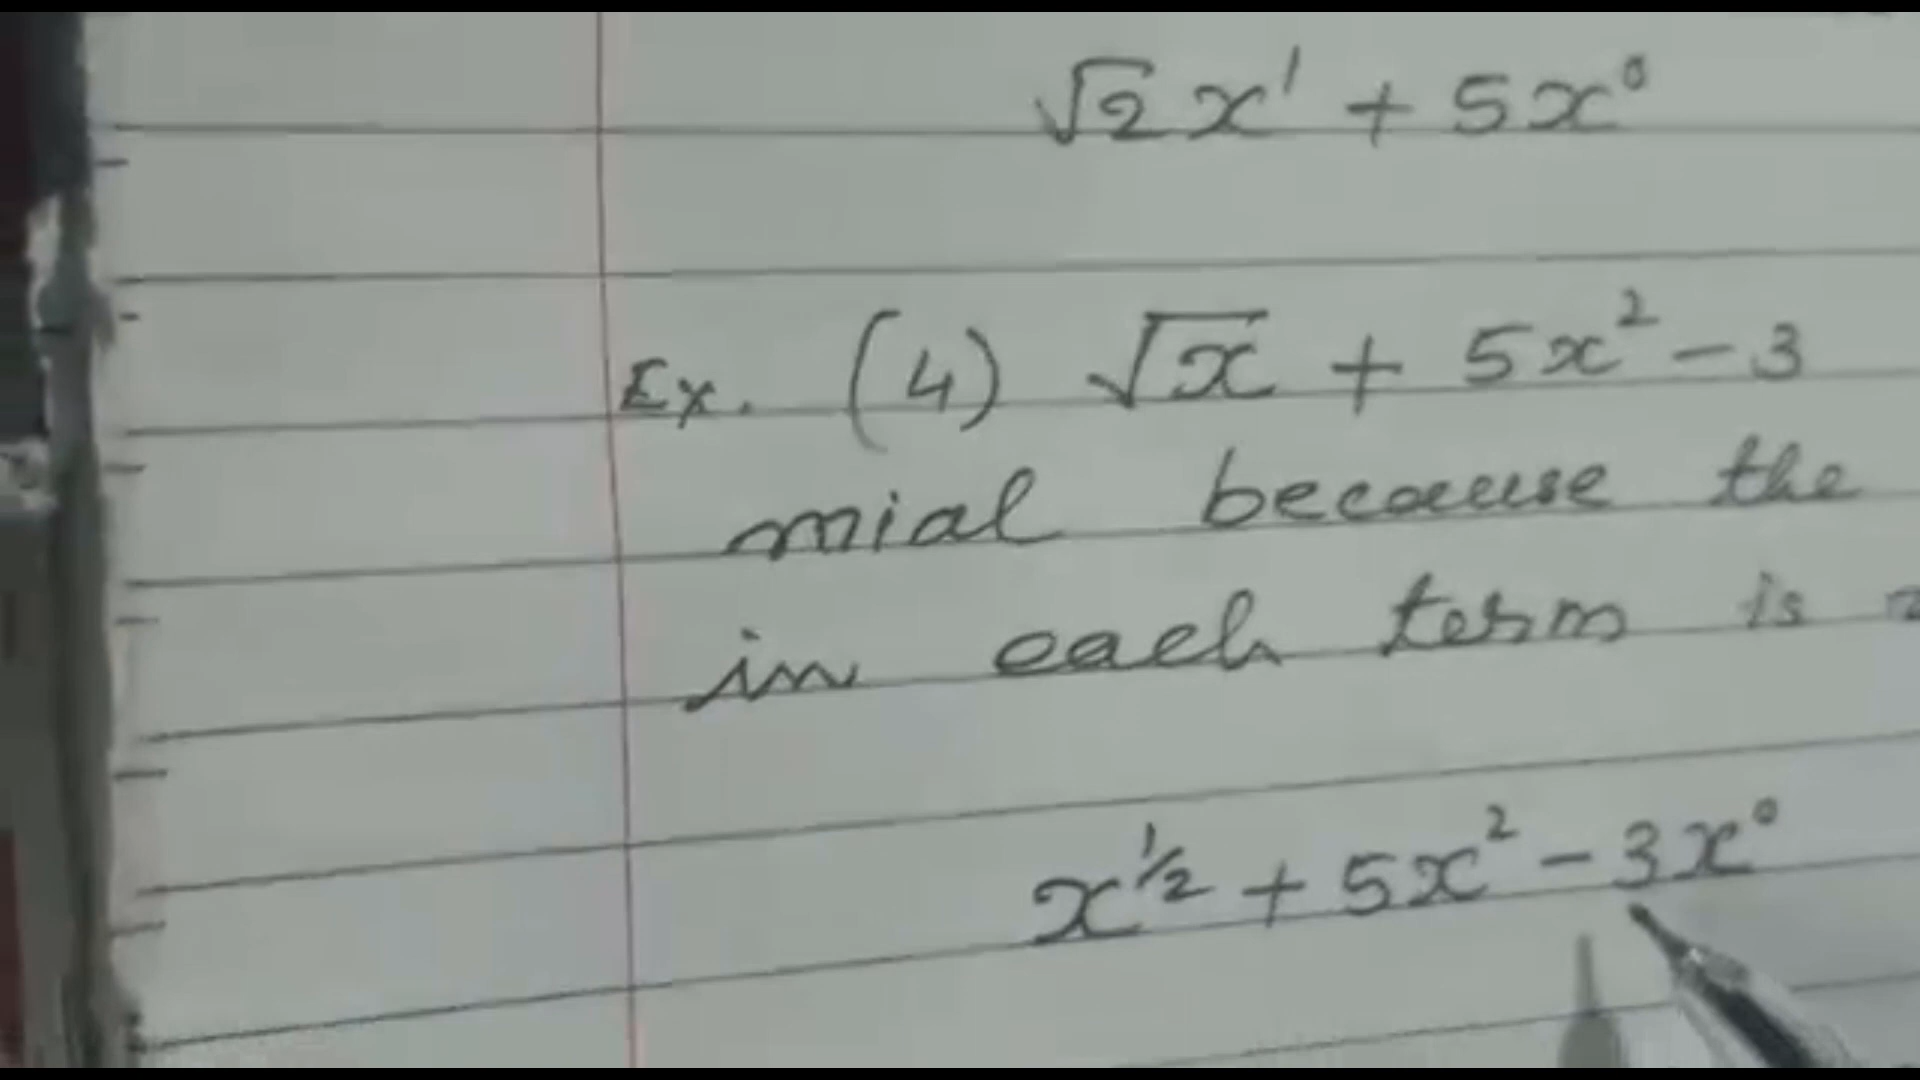 √2x¹ + 5x⁰
Ex. (4) √x + 5x² - 3
mial because the
in each term is
x^½ + 5x² - 3x⁰